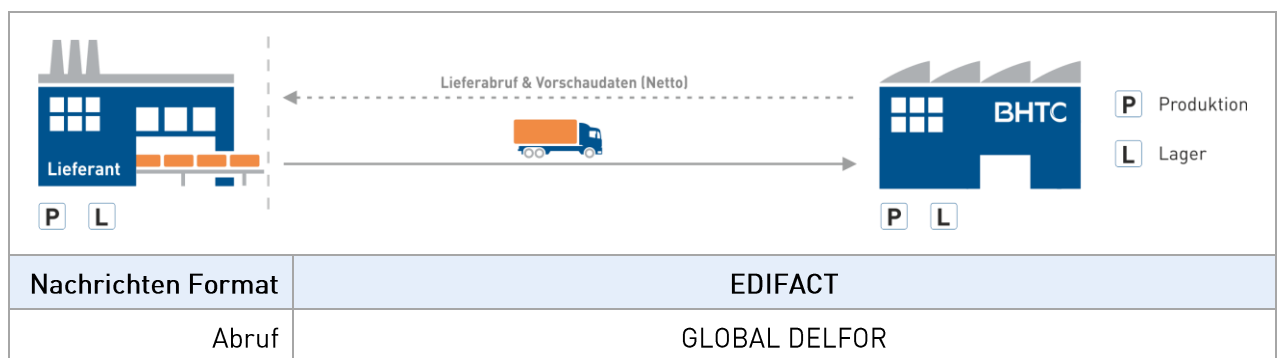 Lieferabruf & Vorschaudaten (Netto)
BHTC
P Produktion
L Lager
Lieferant
P L
P L
Nachrichten Format EDIFACT
Abruf GLOBAL DELFOR